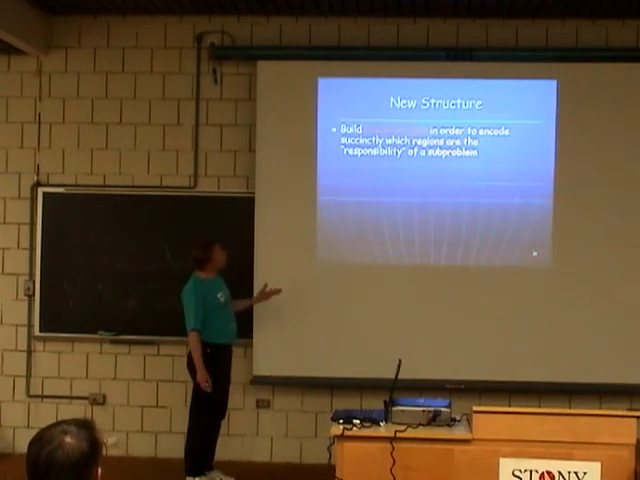 New Structure
Build in order to encode
succinctly which regions are the
"responsibility" of a subproblem
STONY